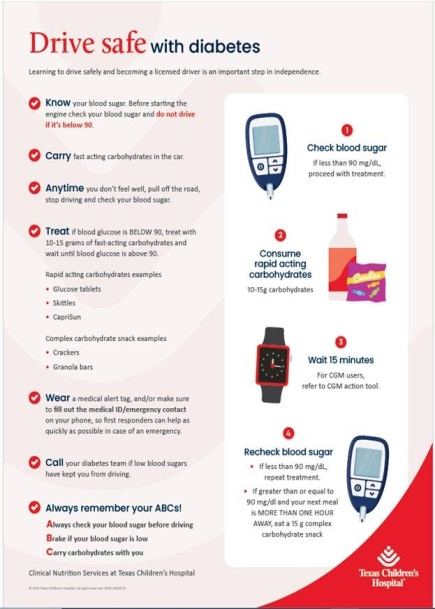 Drive safe with diabetes
Learning to drive safely and becoming a licensed driver is an important step in independence.
Know your blood sugar. Before starting the
engine check your blood sugar and do not drive
if it's below 90.
Carry fast acting carbohydrates in the car.
Anytime you don't feel well, pull off the road,
stop driving and check your blood sugar.
Treat if blood glucose is BELOW 90, treat with
10-15 grams of fast-acting carbohydrates and
wait until blood glucose is above 90.
Rapid acting carbohydrates examples
• Glucose tablets
• Skittles
• CapriSun
Complex carbohydrate snack examples
• Crackers
• Granola bars
Wear a medical alert tag, and/or make sure
to fill out the medical ID/emergency contact
on your phone, so first responders can help as
quickly as possible in case of an emergency.
Call your diabetes team if low blood sugars
have kept you from driving.
Always remember your ABCs!
Always check your blood sugar before driving
Brake if your blood sugar is low
Carry carbohydrates with you
Clinical Nutrition Services at Texas Children's Hospital
1
Check blood sugar
If less than 90 mg/dL,
proceed with treatment.
2
Consume
rapid acting
carbohydrates
10-15g carbohydrates
Candies
3
Wait 15 minutes
For CGM users,
refer to CGM action tool.
4
Recheck blood sugar
• If less than 90 mg/dL,
repeat treatment.
• If greater than or equal to
90 mg/dl and your next meal
is MORE THAN ONE HOUR
AWAY, eat a 15 g complex
carbohydrate snack
Texas Children's
Hospital